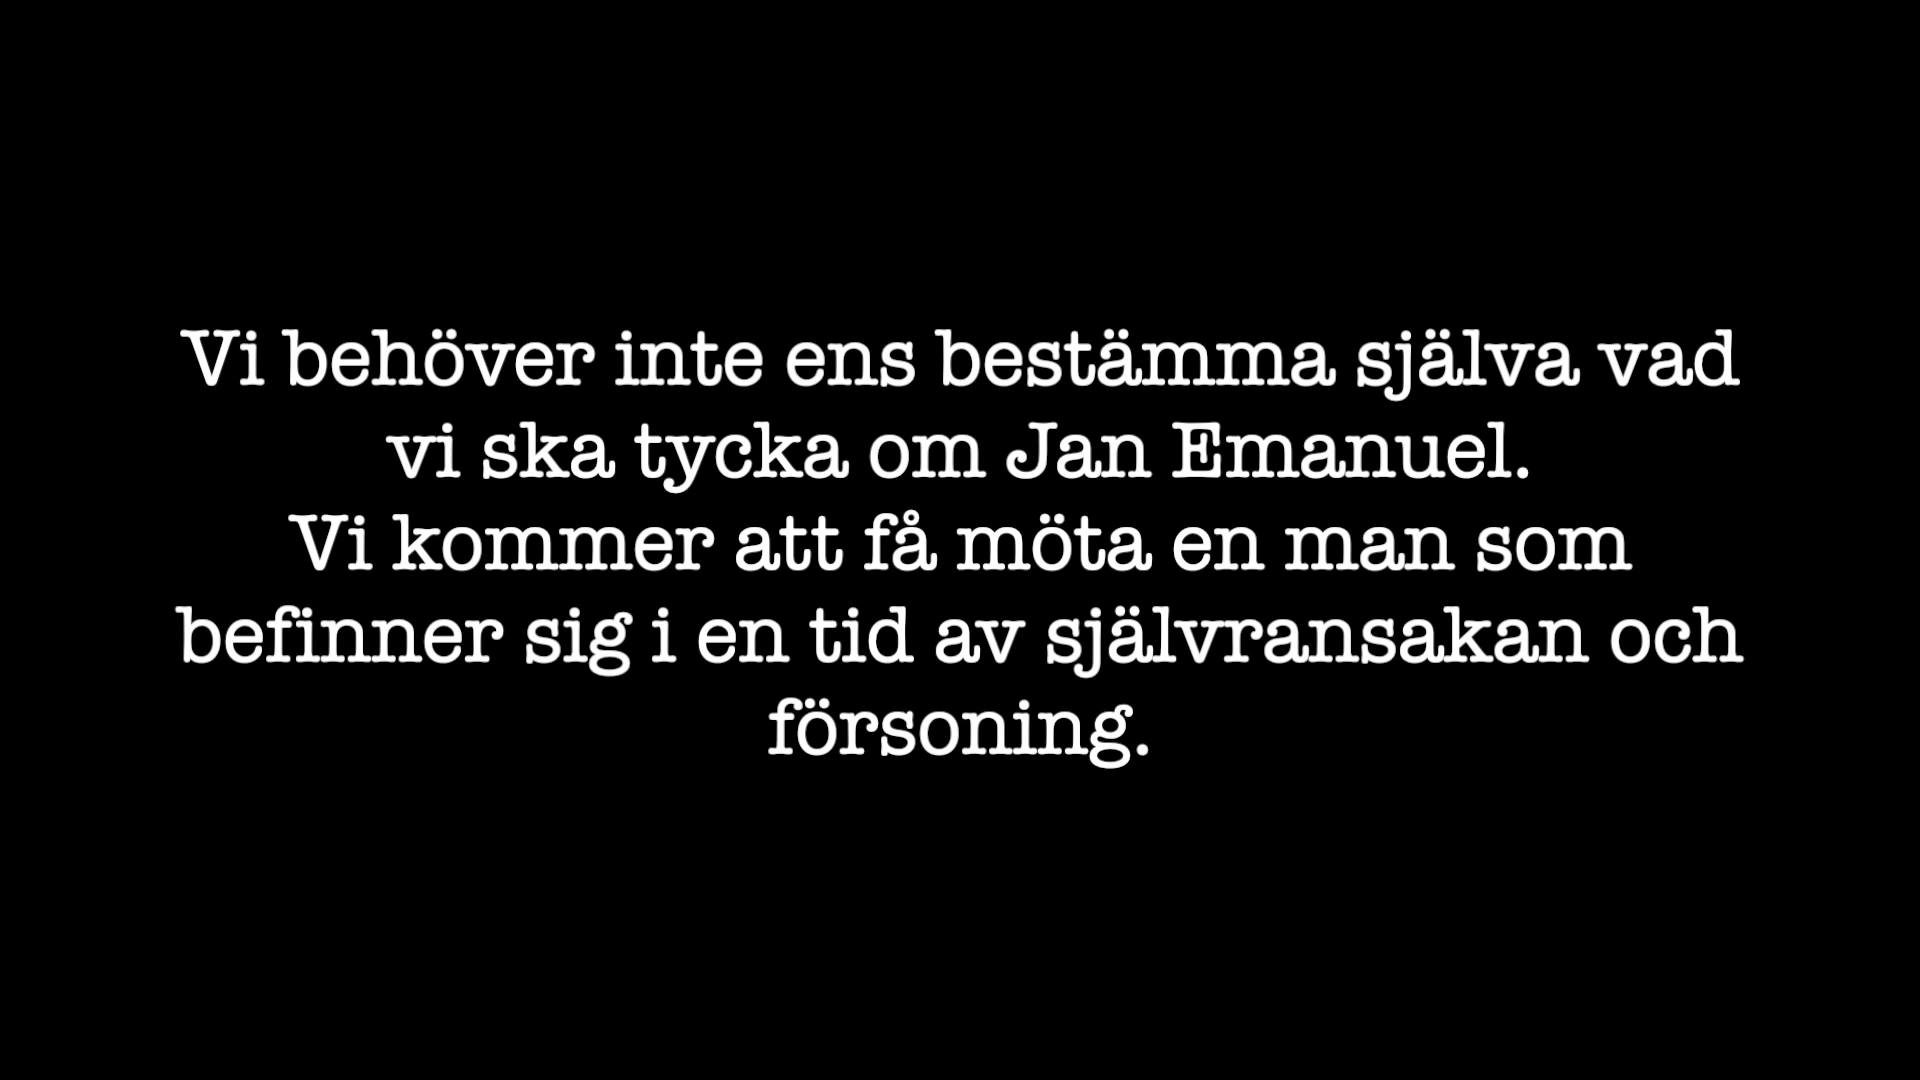 Vi behöver inte ens bestämma själva vad
vi ska tycka om Jan Emanuel.
Vi kommer att få möta en man som
befinner sig i en tid av självransakan och
försoning.